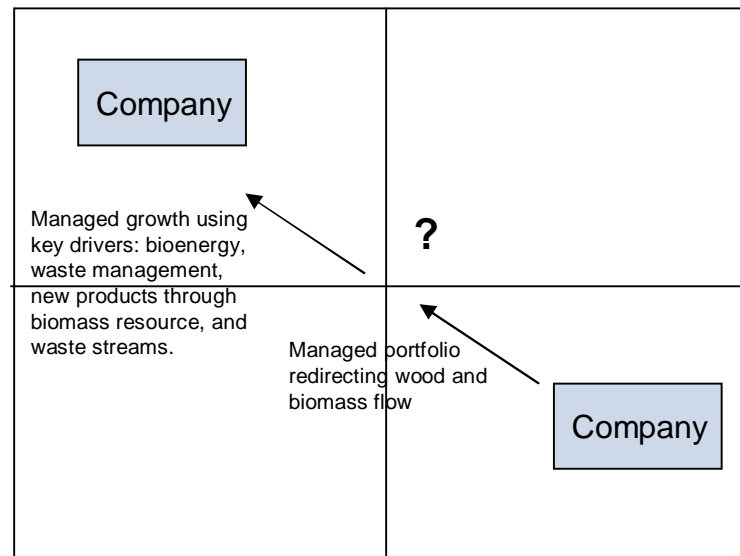 Company
?
Managed growth using
key drivers: bioenergy,
waste management,
new products through
biomass resource, and
waste streams.
Managed portfolio
redirecting wood and
biomass flow
Company